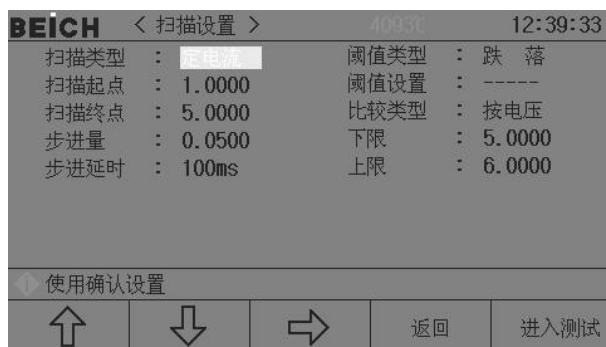 BEICH < 扫描设置 > 4093C 12:39:33
扫描类型 : 定电流 阈值类型 : 跌 落
扫描起点 : 1.0000 阈值设置 : -----
扫描终点 : 5.0000 比较类型 : 按电压
步进量 : 0.0500 下限 : 5.0000
步进延时 : 100ms 上限 : 6.0000
使用确认设置
返回 进入测试